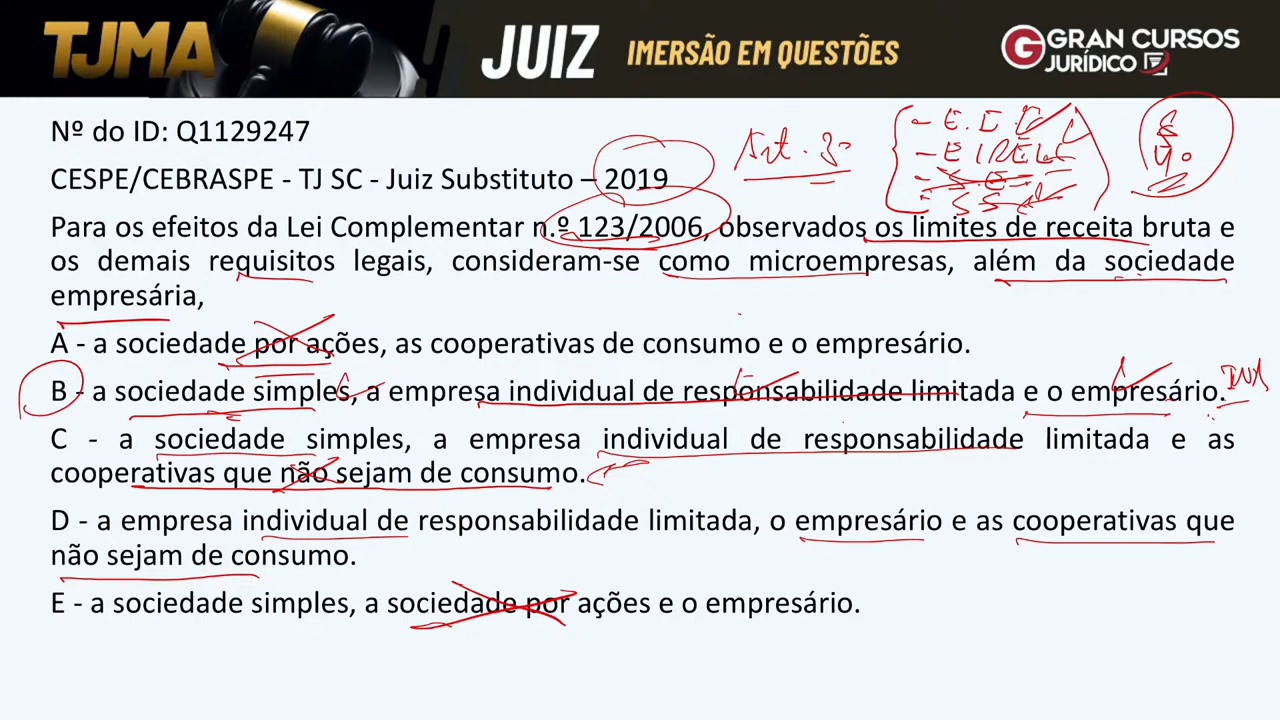 TJMA
JUIZ
IMERSÃO EM QUESTÕES
GRAN CURSOS
JURÍDICO
Nº do ID: Q1129247
CESPE/CEBRASPE - TJ SC - Juiz Substituto – 2019
Art. 3º
- EIRELI
§
4º
Para os efeitos da Lei Complementar n.º 123/2006, observados os limites de receita bruta e
os demais requisitos legais, consideram-se como microempresas, além da sociedade
empresária,
A - a sociedade por ações, as cooperativas de consumo e o empresário.
B - a sociedade simples, a empresa individual de responsabilidade limitada e o empresário.
C - a sociedade simples, a empresa individual de responsabilidade limitada e as
cooperativas que não sejam de consumo.
D - a empresa individual de responsabilidade limitada, o empresário e as cooperativas que
não sejam de consumo.
E - a sociedade simples, a sociedade por ações e o empresário.